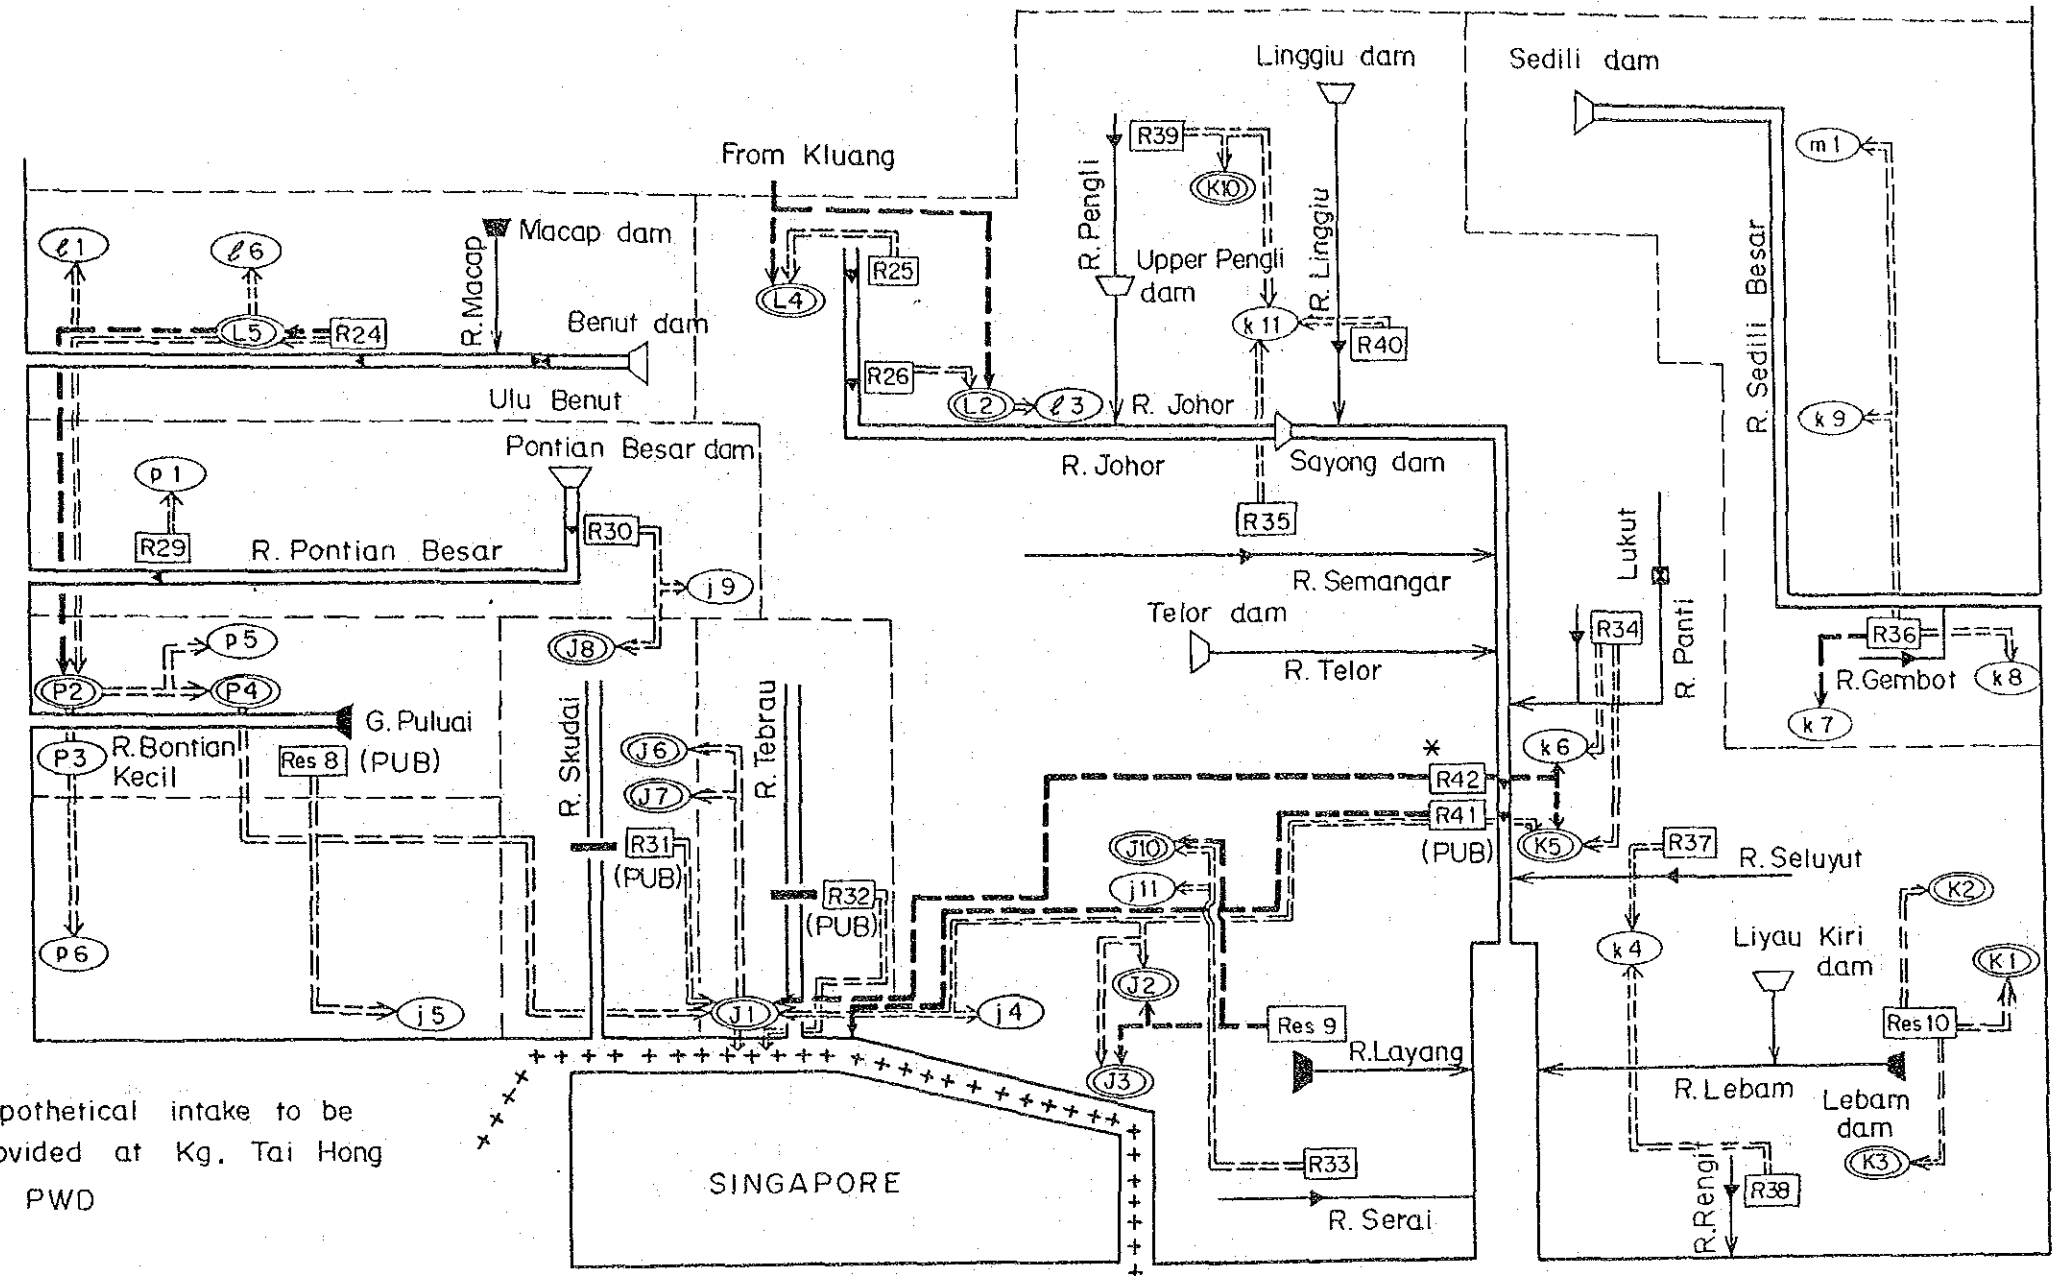 Linggiu dam
Sedili dam
From Kluang
R39
m1
K10
R. Pengli
R. Linggiu
ℓ1
ℓ6
Macap dam
R. Macap
R25
L4
Upper Pengli
dam
R. Sedili Besar
L5
R24
Benut dam
k11
R40
R26
Ulu Benut
L2
ℓ3
R. Johor
k9
Pontian Besar dam
R. Johor
Sayong dam
p1
R30
R35
Lukut
R29
R. Pontian Besar
j9
R. Semangar
Telor dam
R34
R. Panti
p5
J8
R36
R. Telor
R. Gembot
k8
P2
P4
G. Puluai
(PUB)
R. Skudai
R. Tebrau
k7
P3
R. Bontian
Kecil
Res 8
J6
*
k6
J7
R42
R41
(PUB)
K5
R31
(PUB)
J10
R37
R. Seluyut
j11
R32
(PUB)
K2
p6
k4
Liyau Kiri
dam
K1
J2
j5
J1
j4
Res 9
Res 10
R. Layang
J3
R. Lebam
Lebam
dam
pothetical intake to be
ovided at Kg. Tai Hong
PWD
SINGAPORE
R33
K3
R38
R. Rengit
R. Serai